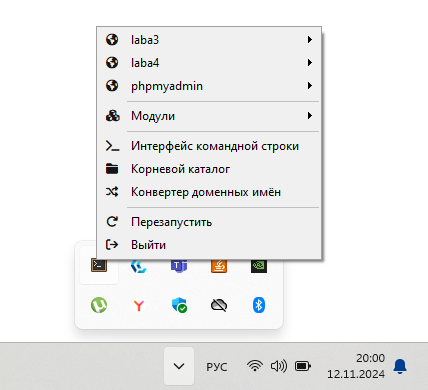 laba3
laba4
phpmyadmin
Модули
Интерфейс командной строки
Корневой каталог
Конвертер доменных имён
Перезапустить
Выйти
РУС
20:00
12.11.2024